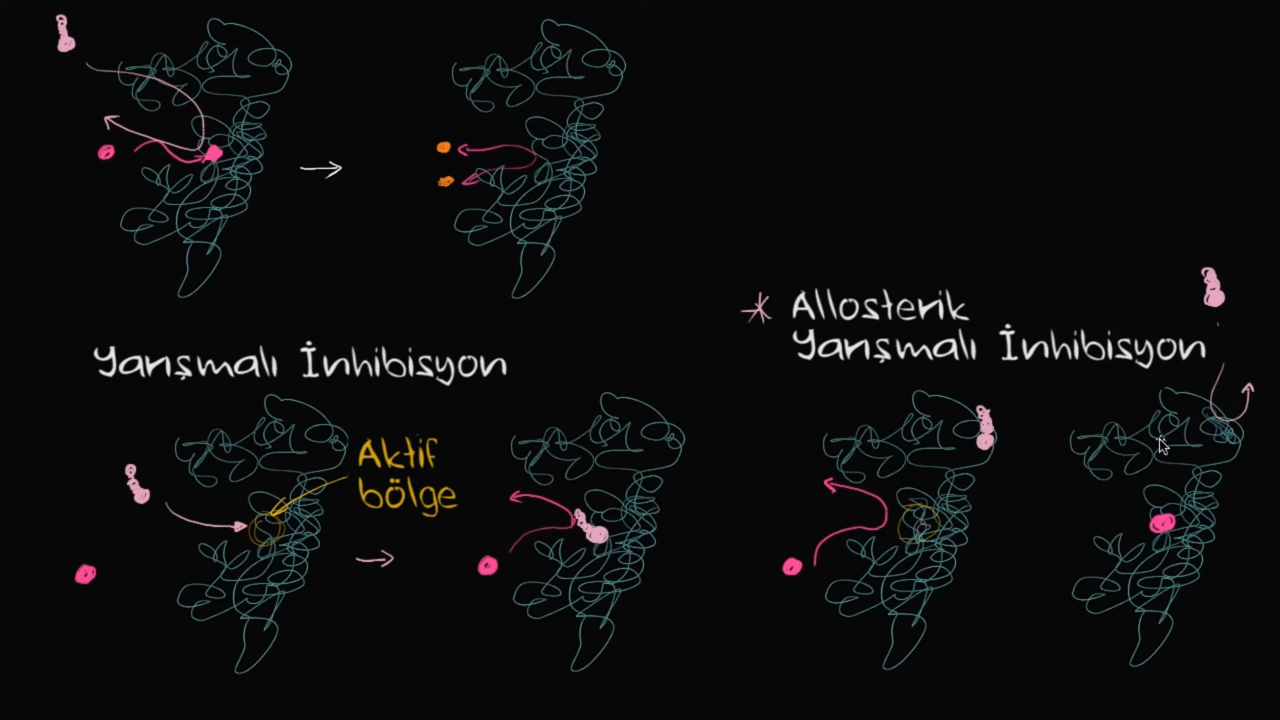 Yarışmalı İnhibisyon
Aktif
bölge
* Allosterik
Yarışmalı İnhibisyon